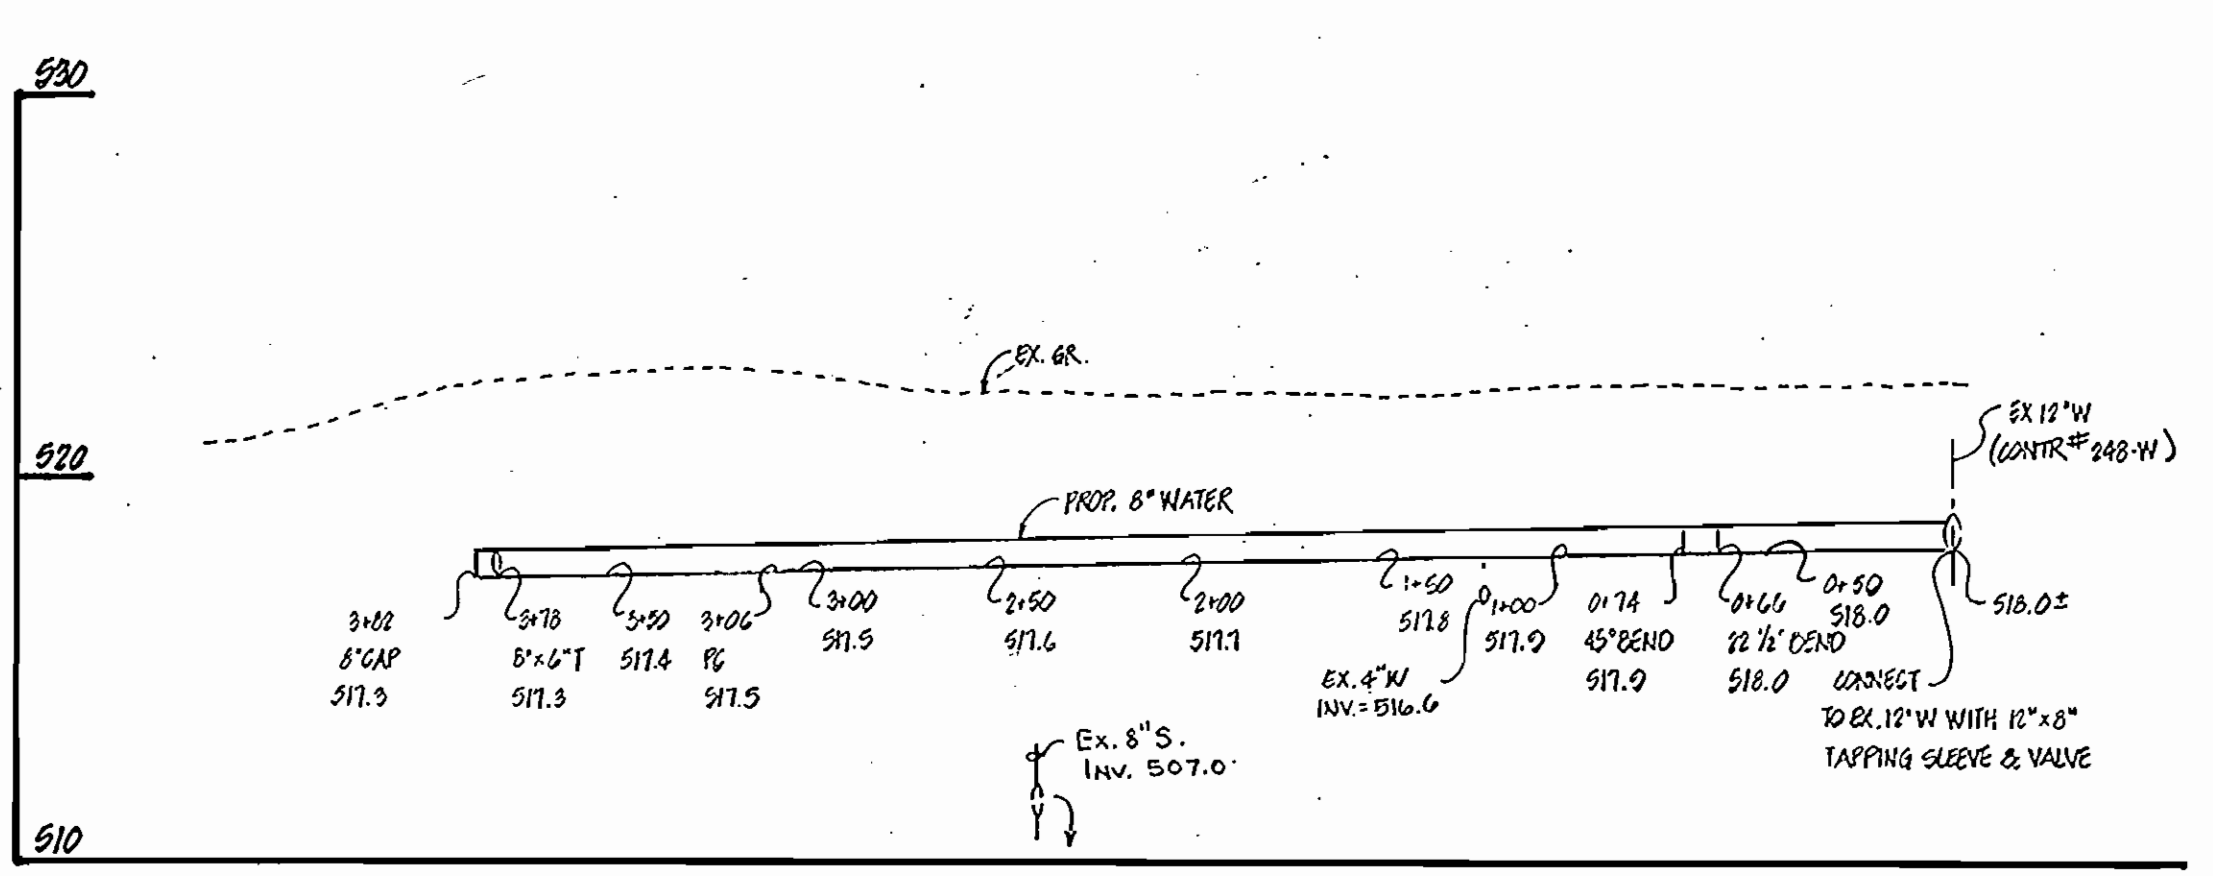 530
EX. GR.
EX 12"W
(CONTR# 248-W)
520
PROP. 8" WATER
3+82
8" CAP
517.3
3+78
8"x6"T
517.3
3+50
517.4
3+06
PC
517.5
3+00
517.5
2+50
517.6
2+00
517.7
1+50
517.8
EX. 4"W
INV.= 516.6
1+00
517.9
0+74
45° BEND
517.9
0+66
22 1/2° BEND
518.0
0+50
518.0
518.0±
CONNECT
TO EX. 12"W WITH 12"x8"
TAPPING SLEEVE & VALVE
EX. 8"S.
INV. 507.0
510